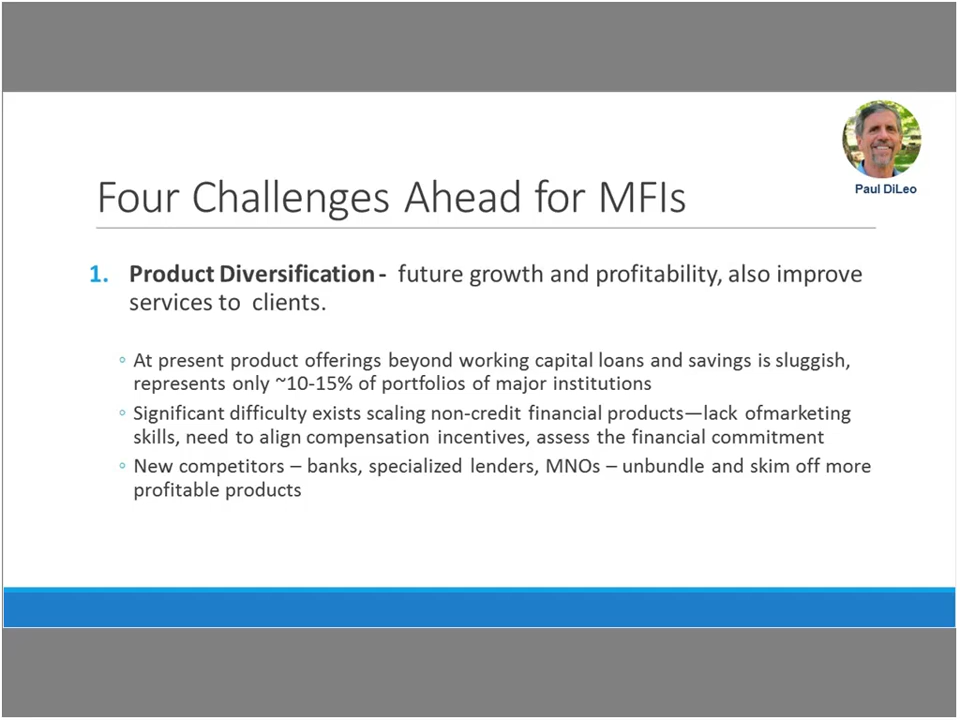 Paul DiLeo
Four Challenges Ahead for MFIs
1. Product Diversification - future growth and profitability, also improve
services to clients.
◦ At present product offerings beyond working capital loans and savings is sluggish,
represents only ~10-15% of portfolios of major institutions
◦ Significant difficulty exists scaling non-credit financial products—lack ofmarketing
skills, need to align compensation incentives, assess the financial commitment
◦ New competitors – banks, specialized lenders, MNOs – unbundle and skim off more
profitable products